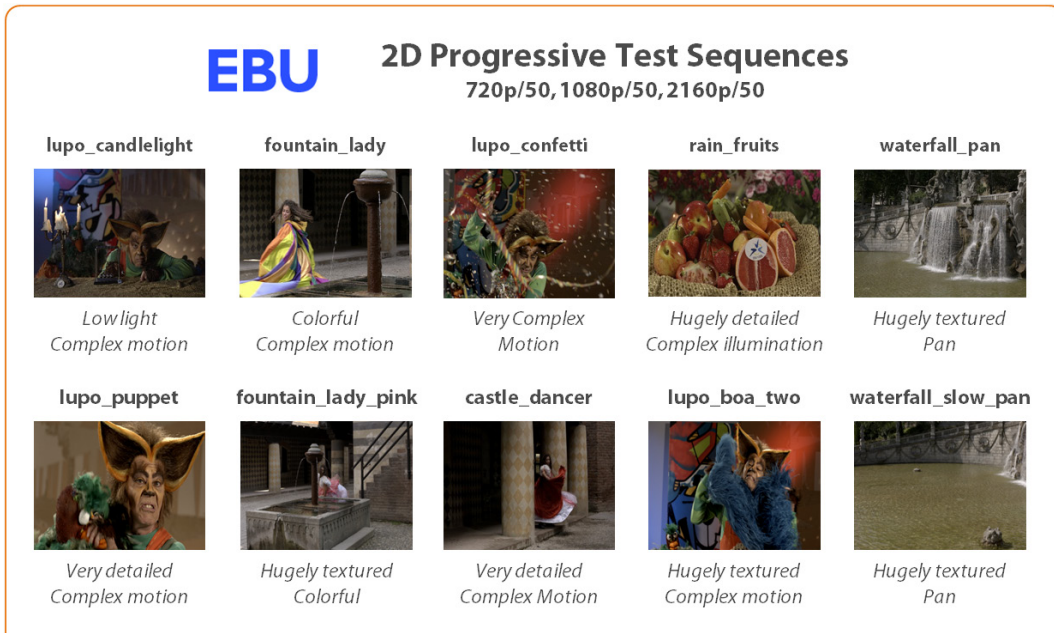 EBU
2D Progressive Test Sequences
720p/50, 1080p/50, 2160p/50
lupo_candlelight
fountain_lady
lupo_confetti
rain_fruits
waterfall_pan
Low light
Complex motion
Colorful
Complex motion
Very Complex
Motion
Hugely detailed
Complex illumination
Hugely textured
Pan
lupo_puppet
fountain_lady_pink
castle_dancer
lupo_boa_two
waterfall_slow_pan
Very detailed
Complex motion
Hugely textured
Colorful
Very detailed
Complex Motion
Hugely textured
Complex motion
Hugely textured
Pan